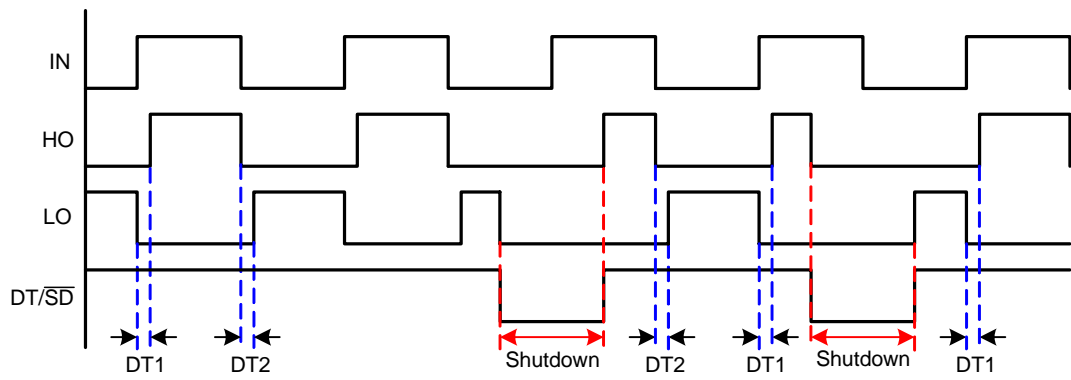 IN
HO
LO
DT/SD
DT1 DT2 Shutdown DT2 DT1 Shutdown DT1